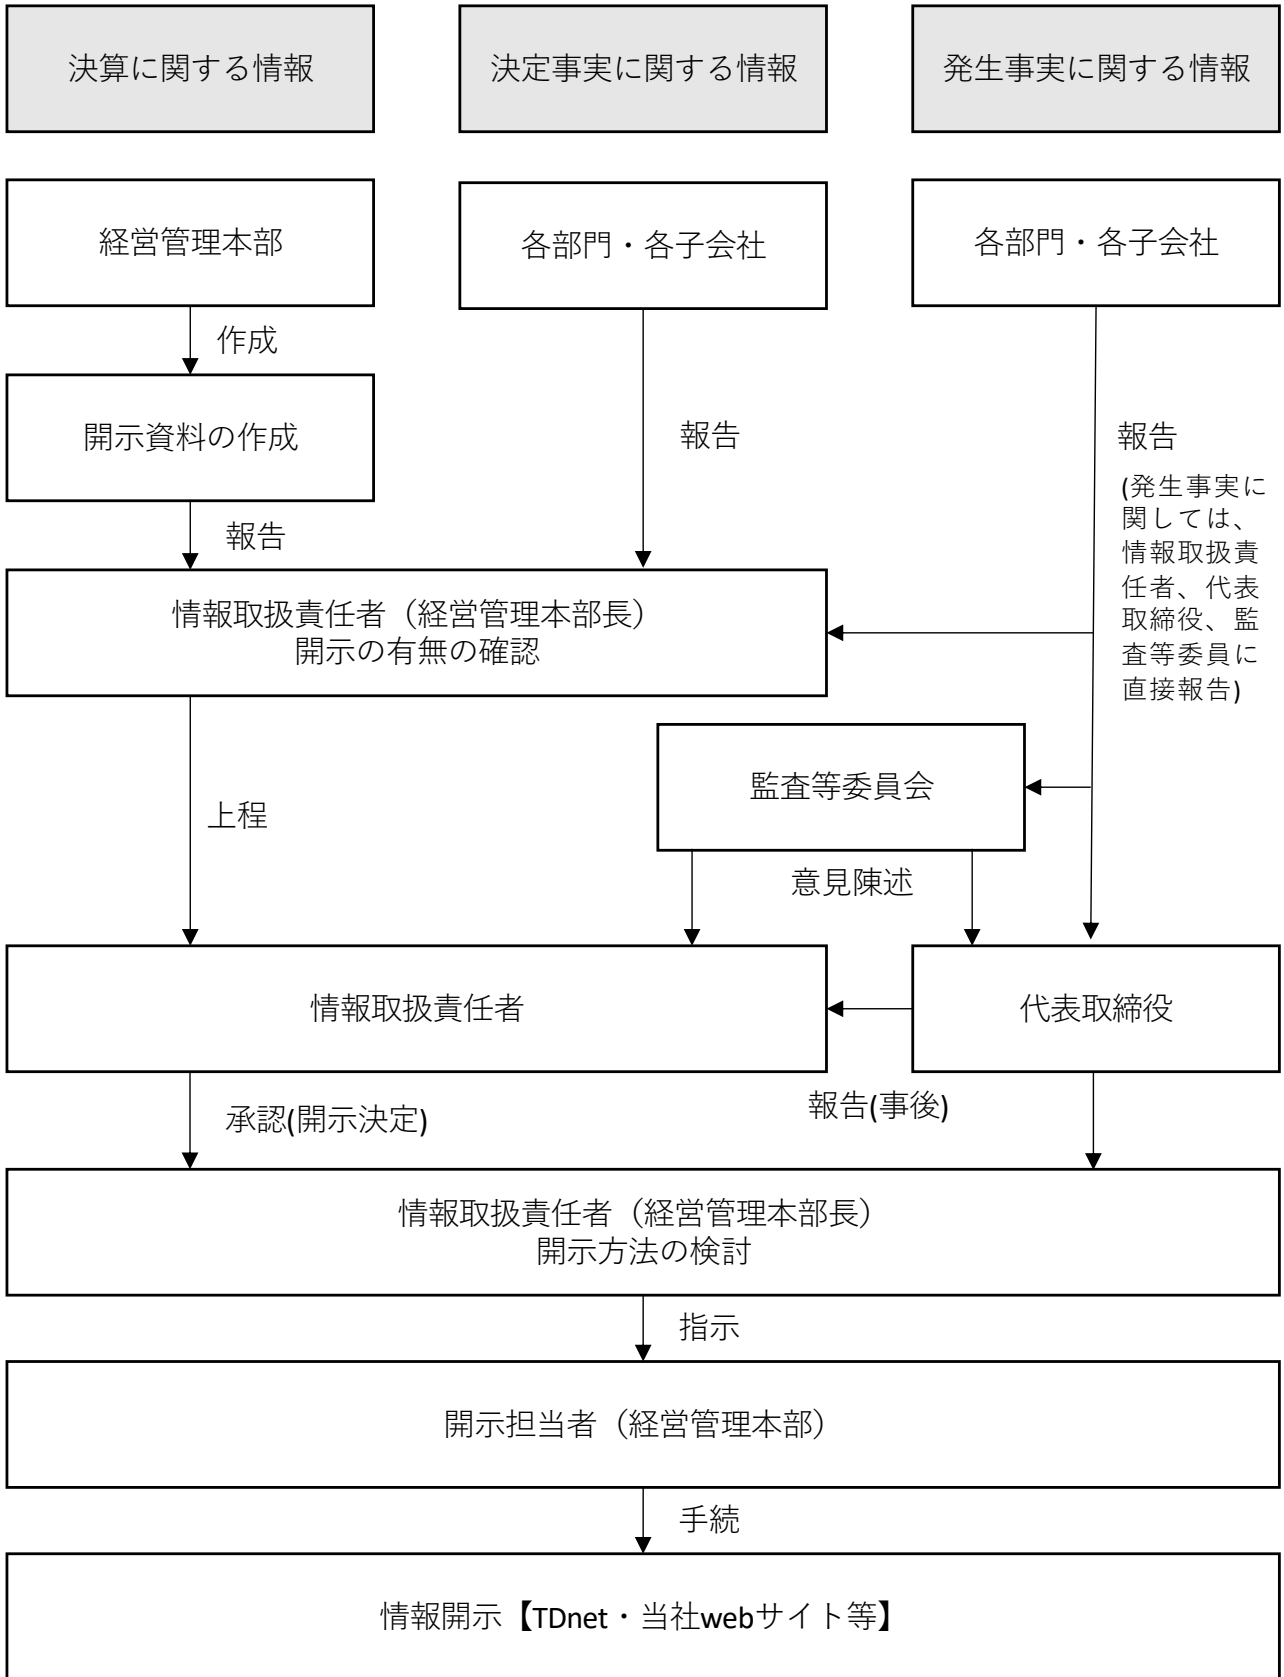 決算に関する情報
決定事実に関する情報
発生事実に関する情報
経営管理本部
各部門・各子会社
各部門・各子会社
作成
開示資料の作成
報告
報告
報告
(発生事実に
関しては、
情報取扱責
任者、代表
取締役、監
査等委員に
直接報告)
情報取扱責任者（経営管理本部長）
開示の有無の確認
監査等委員会
上程
意見陳述
情報取扱責任者
代表取締役
承認(開示決定)
報告(事後)
情報取扱責任者（経営管理本部長）
開示方法の検討
指示
開示担当者（経営管理本部）
手続
情報開示【TDnet・当社webサイト等】